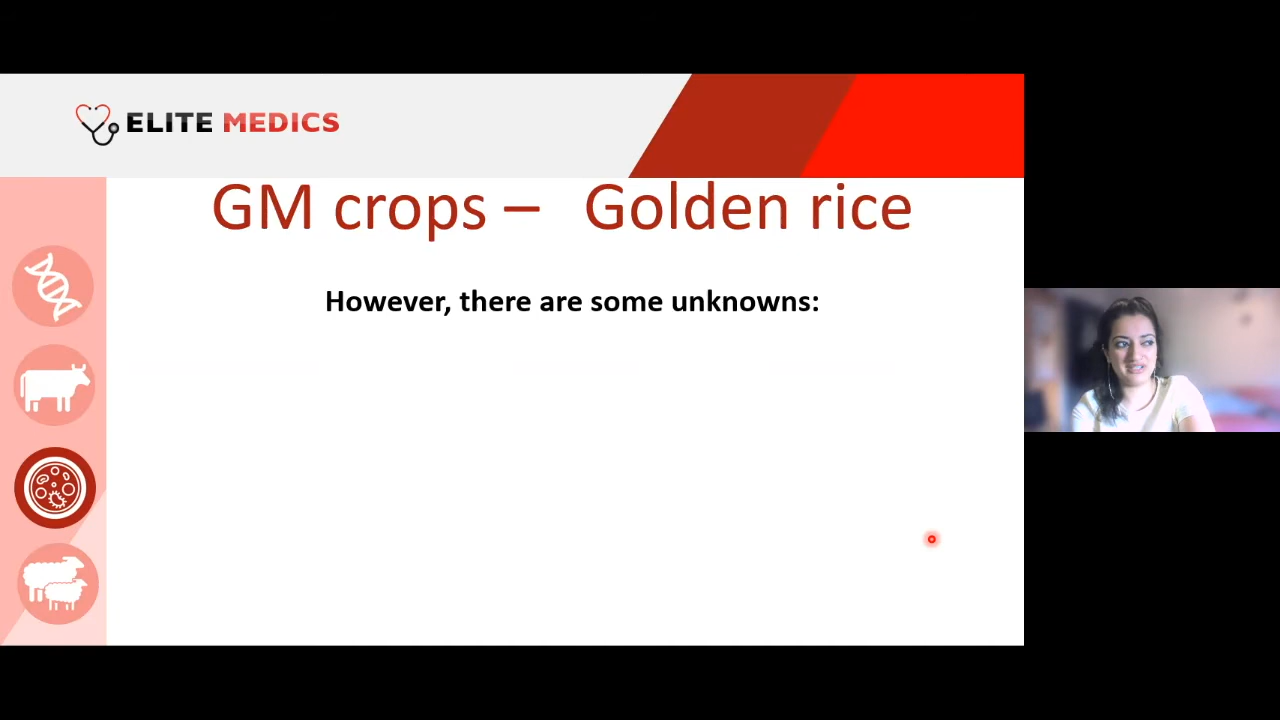 ELITE MEDICS
GM crops – Golden rice
However, there are some unknowns: